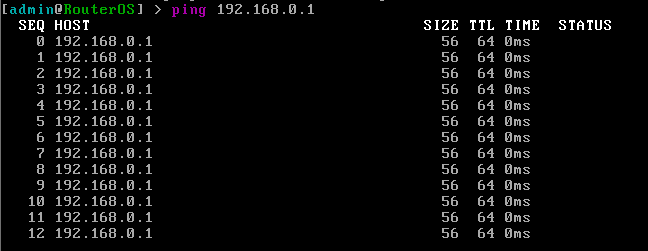 [admin@RouterOS] > ping 192.168.0.1
SEQ HOST SIZE TTL TIME STATUS
0 192.168.0.1 56 64 0ms
1 192.168.0.1 56 64 0ms
2 192.168.0.1 56 64 0ms
3 192.168.0.1 56 64 0ms
4 192.168.0.1 56 64 0ms
5 192.168.0.1 56 64 0ms
6 192.168.0.1 56 64 0ms
7 192.168.0.1 56 64 0ms
8 192.168.0.1 56 64 0ms
9 192.168.0.1 56 64 0ms
10 192.168.0.1 56 64 0ms
11 192.168.0.1 56 64 0ms
12 192.168.0.1 56 64 0ms